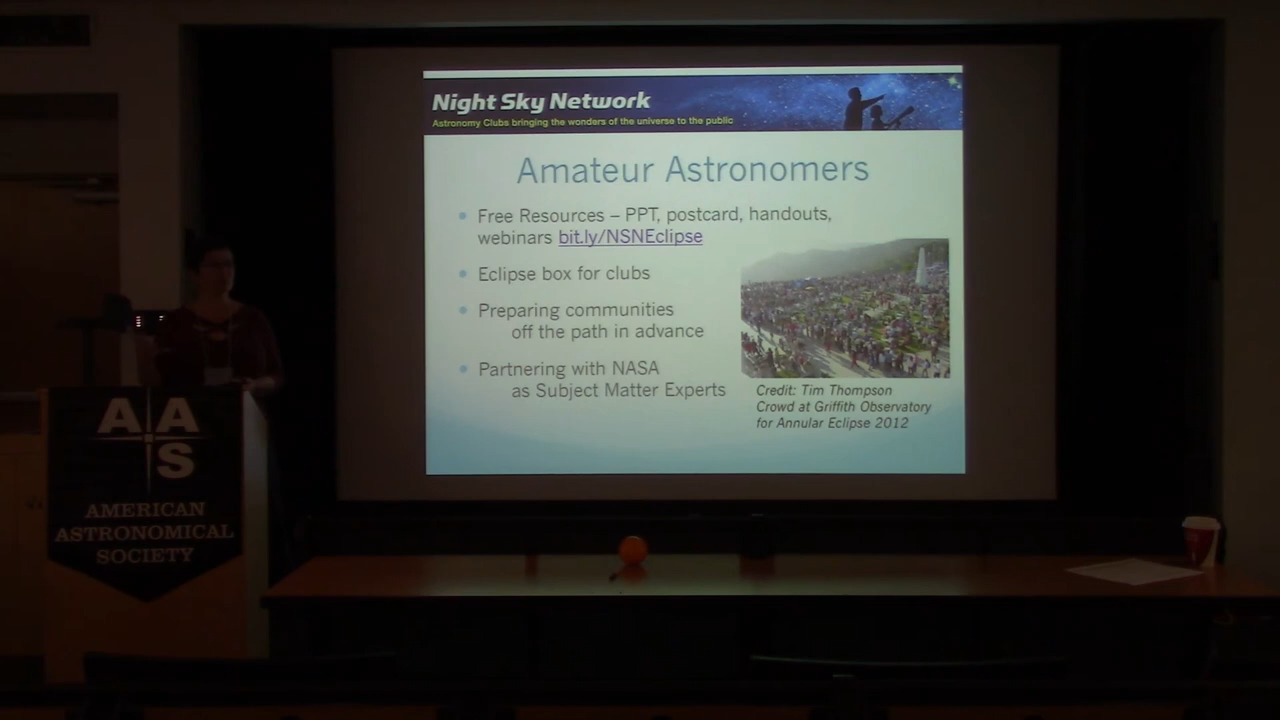 Night Sky Network
Astronomy Clubs bringing the wonders of the universe to the public
Amateur Astronomers
Free Resources – PPT, postcard, handouts,
webinars bit.ly/NSNEclipse
Eclipse box for clubs
Preparing communities
off the path in advance
Partnering with NASA
as Subject Matter Experts
Credit: Tim Thompson
Crowd at Griffith Observatory
for Annular Eclipse 2012
AA
S
AMERICAN
ASTRONOMICAL
SOCIETY